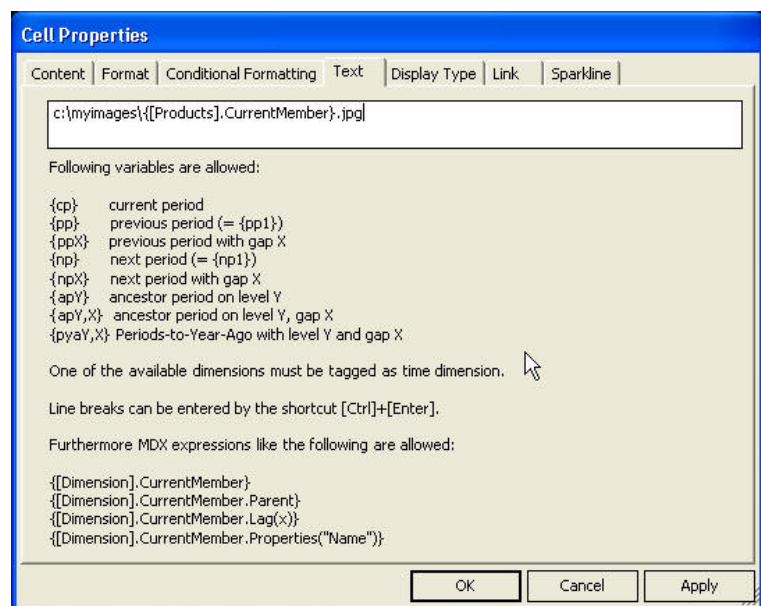 Cell Properties
Content Format Conditional Formatting Text Display Type Link Sparkline
c:\myimages\{[Products].CurrentMember}.jpg
Following variables are allowed:
{cp} current period
{pp} previous period (= {pp1})
{ppX} previous period with gap X
{np} next period (= {np1})
{npX} next period with gap X
{apY} ancestor period on level Y
{apY,X} ancestor period on level Y, gap X
{pyaY,X} Periods-to-Year-Ago with level Y and gap X
One of the available dimensions must be tagged as time dimension.
Line breaks can be entered by the shortcut [Ctrl]+[Enter].
Furthermore MDX expressions like the following are allowed:
{[Dimension].CurrentMember}
{[Dimension].CurrentMember.Parent}
{[Dimension].CurrentMember.Lag(x)}
{[Dimension].CurrentMember.Properties("Name")}
OK Cancel Apply